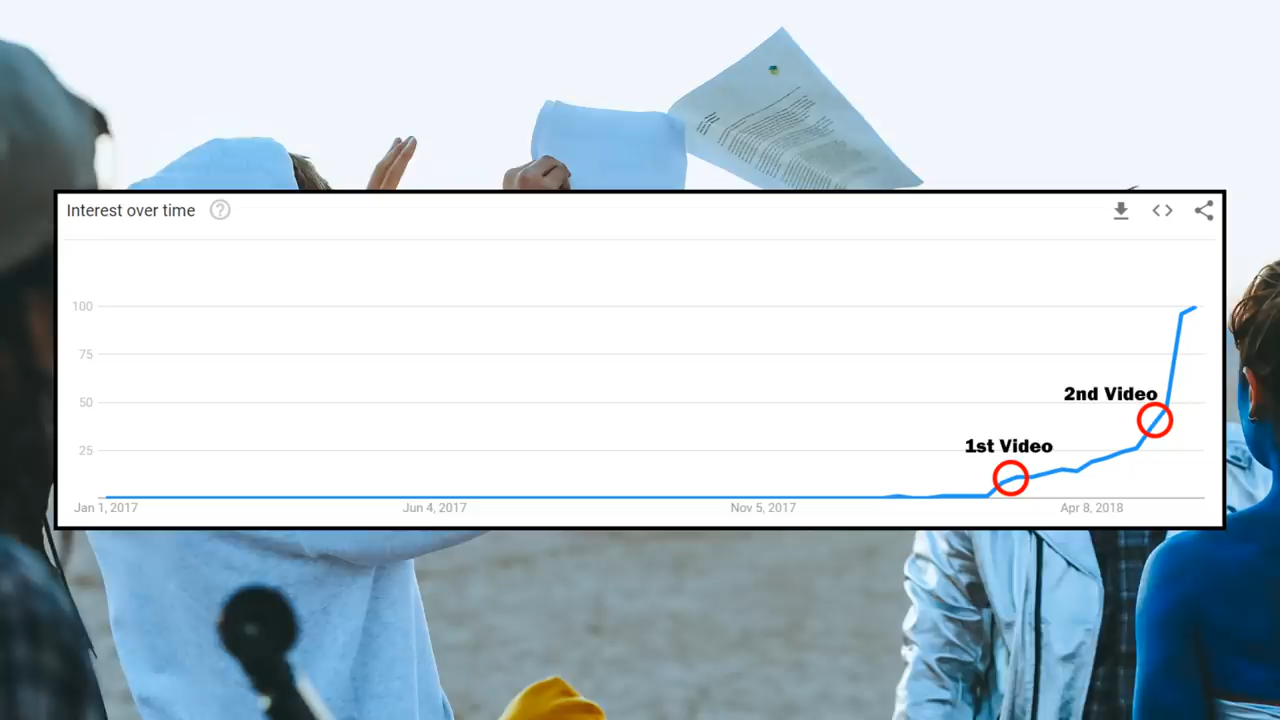 Interest over time
100
75
50
25
2nd Video
1st Video
Jan 1, 2017
Jun 4, 2017
Nov 5, 2017
Apr 8, 2018